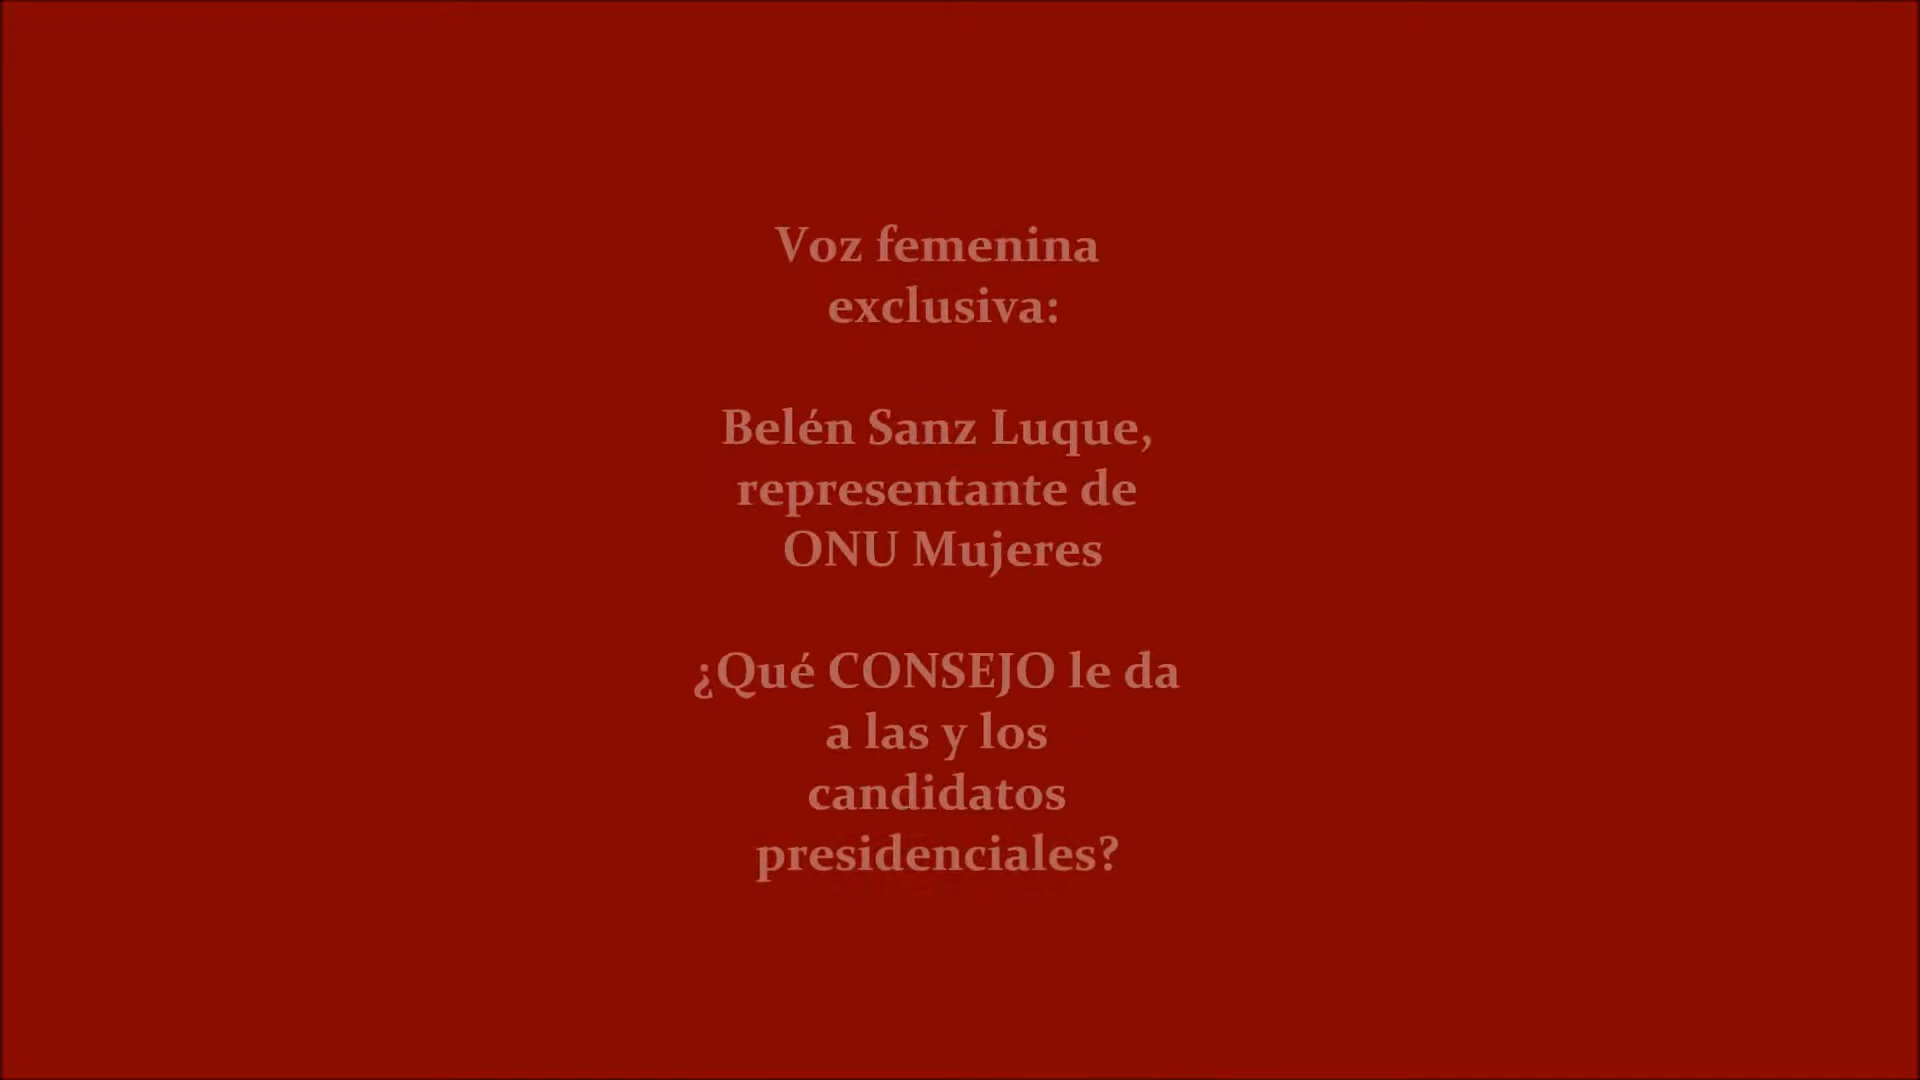 Voz femenina
exclusiva:
Belén Sanz Luque,
representante de
ONU Mujeres
¿Qué CONSEJO le da
a las y los
candidatos
presidenciales?